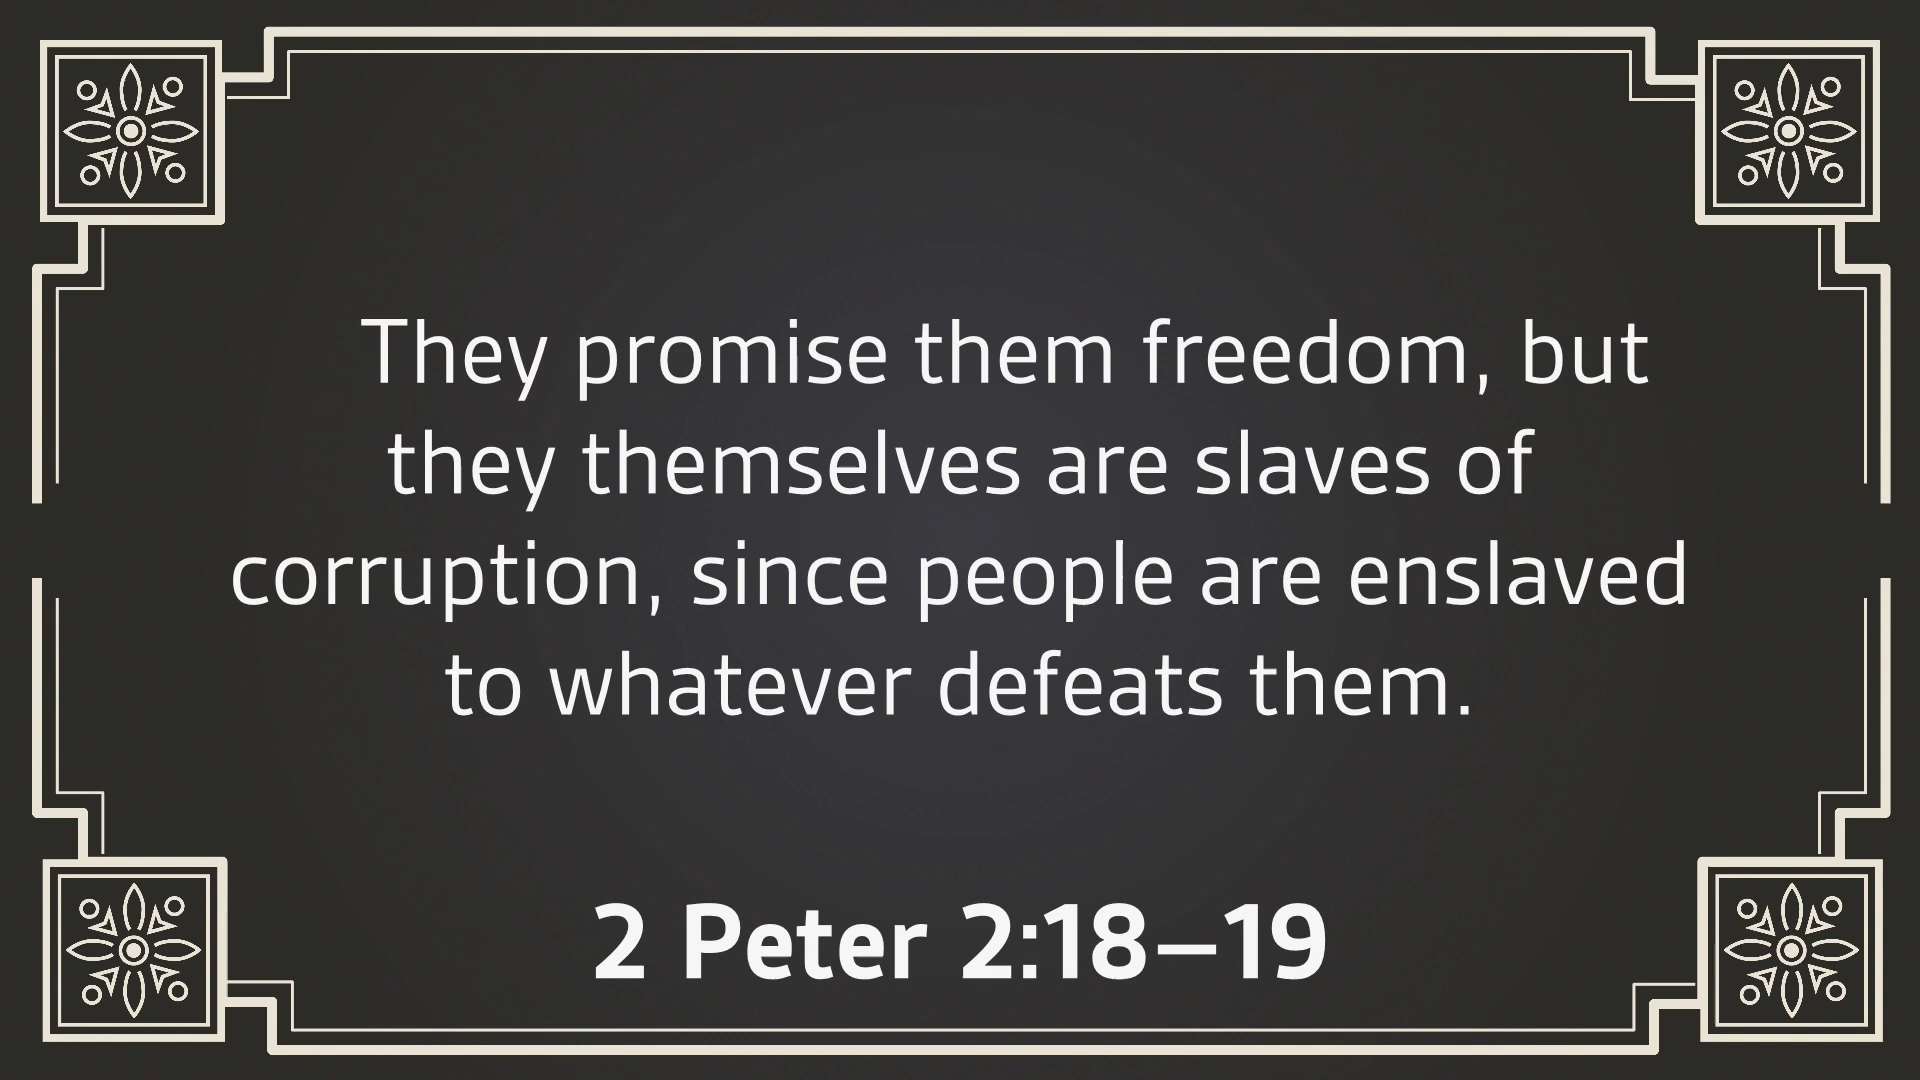 They promise them freedom, but
they themselves are slaves of
corruption, since people are enslaved
to whatever defeats them.
2 Peter 2:18–19